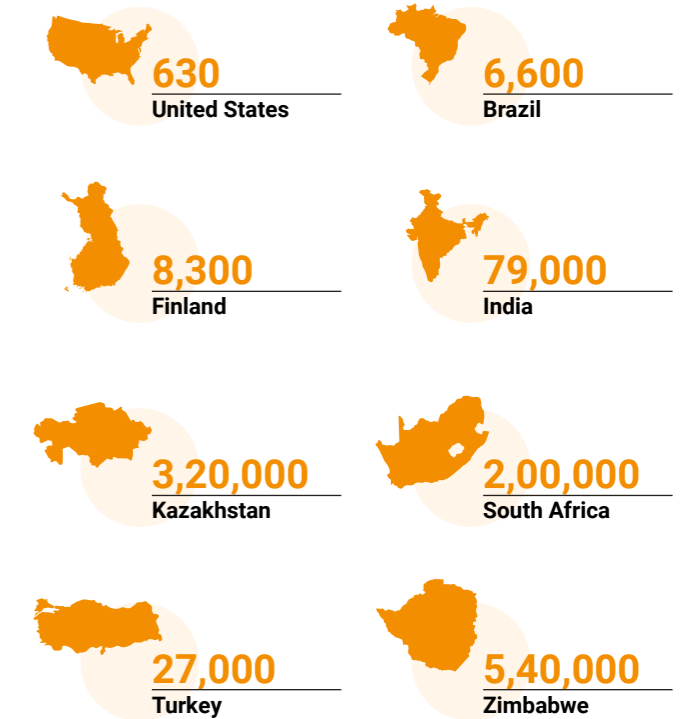 630
United States
6,600
Brazil
8,300
Finland
79,000
India
3,20,000
Kazakhstan
2,00,000
South Africa
27,000
Turkey
5,40,000
Zimbabwe